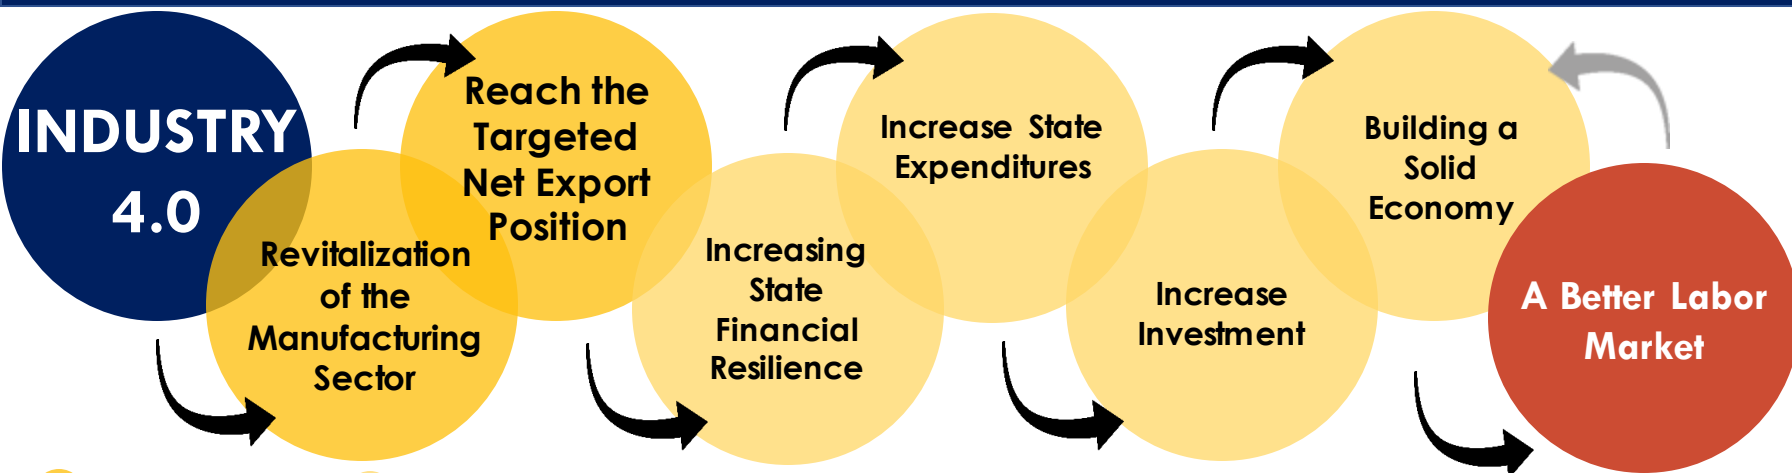 INDUSTRY
4.0
Revitalization
of the
Manufacturing
Sector
Reach the
Targeted
Net Export
Position
Increasing
State
Financial
Resilience
Increase State
Expenditures
Increase
Investment
Building a
Solid
Economy
A Better Labor
Market